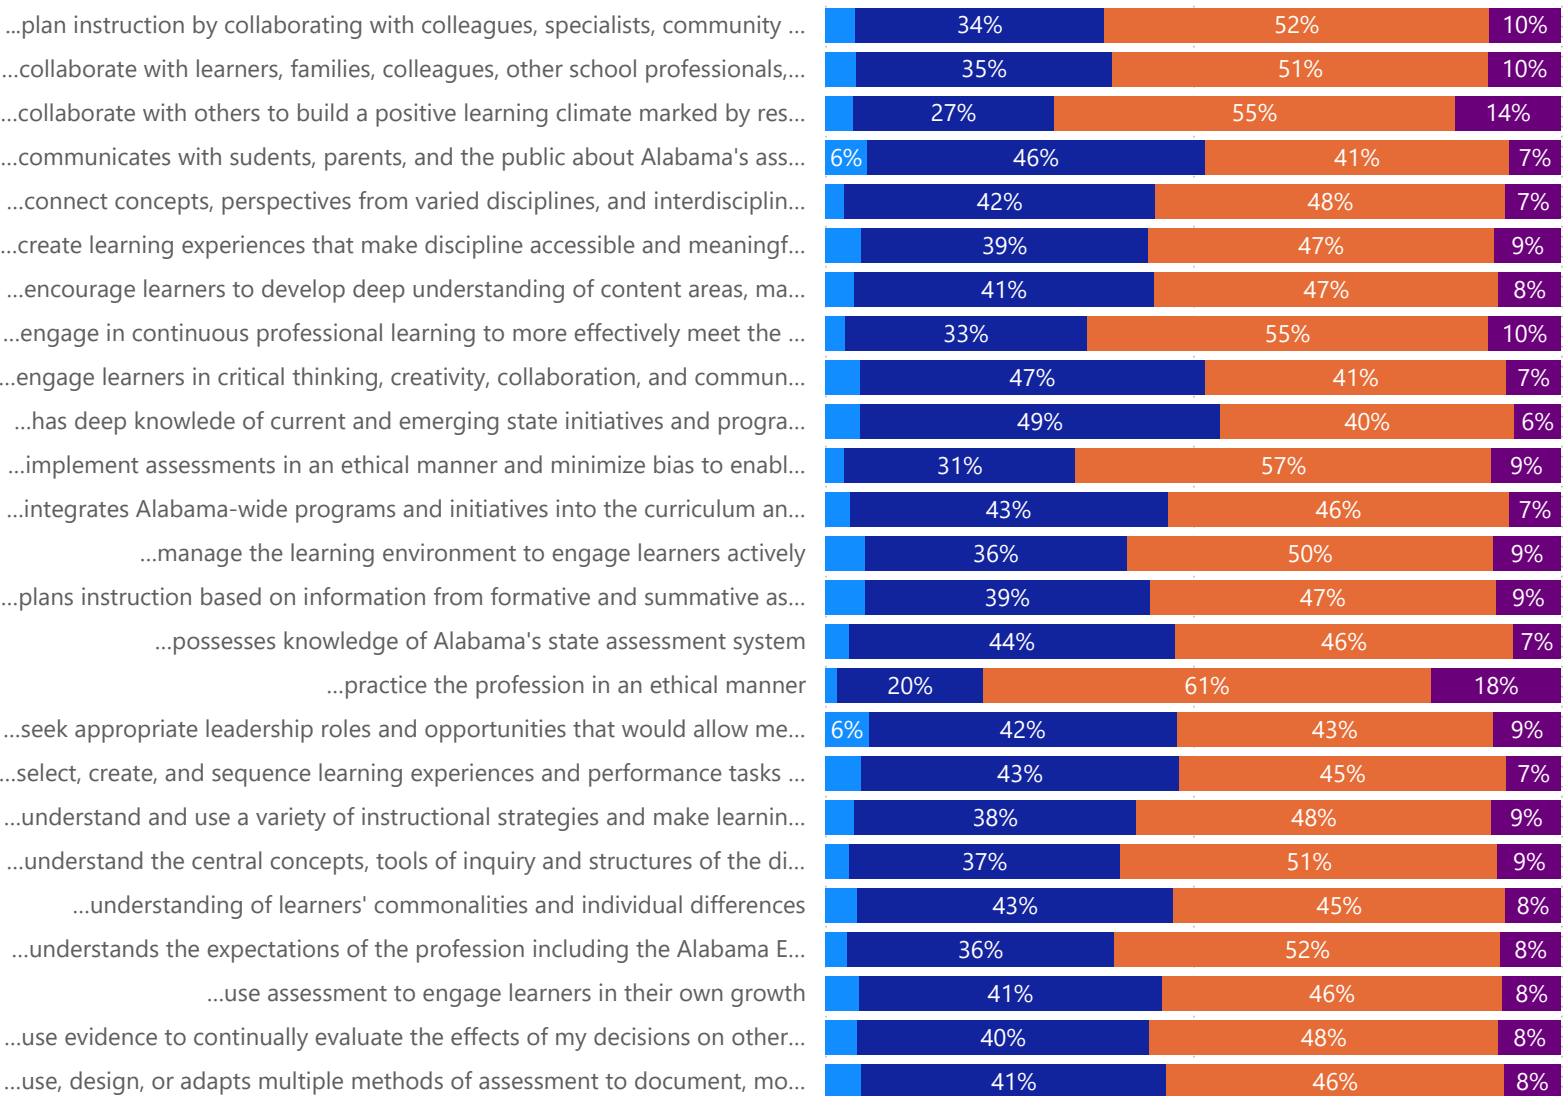 ...plan instruction by collaborating with colleagues, specialists, community ... 34% 52% 10%
...collaborate with learners, families, colleagues, other school professionals,... 35% 51% 10%
...collaborate with others to build a positive learning climate marked by res... 27% 55% 14%
...communicates with sudents, parents, and the public about Alabama's ass... 6% 46% 41% 7%
...connect concepts, perspectives from varied disciplines, and interdisciplin... 42% 48% 7%
...create learning experiences that make discipline accessible and meaningf... 39% 47% 9%
...encourage learners to develop deep understanding of content areas, ma... 41% 47% 8%
...engage in continuous professional learning to more effectively meet the ... 33% 55% 10%
...engage learners in critical thinking, creativity, collaboration, and commun... 47% 41% 7%
...has deep knowlede of current and emerging state initiatives and progra... 49% 40% 6%
...implement assessments in an ethical manner and minimize bias to enabl... 31% 57% 9%
...integrates Alabama-wide programs and initiatives into the curriculum an... 43% 46% 7%
...manage the learning environment to engage learners actively 36% 50% 9%
...plans instruction based on information from formative and summative as... 39% 47% 9%
...possesses knowledge of Alabama's state assessment system 44% 46% 7%
...practice the profession in an ethical manner 20% 61% 18%
...seek appropriate leadership roles and opportunities that would allow me... 6% 42% 43% 9%
...select, create, and sequence learning experiences and performance tasks ... 43% 45% 7%
...understand and use a variety of instructional strategies and make learnin... 38% 48% 9%
...understand the central concepts, tools of inquiry and structures of the di... 37% 51% 9%
...understanding of learners' commonalities and individual differences 43% 45% 8%
...understands the expectations of the profession including the Alabama E... 36% 52% 8%
...use assessment to engage learners in their own growth 41% 46% 8%
...use evidence to continually evaluate the effects of my decisions on other... 40% 48% 8%
...use, design, or adapts multiple methods of assessment to document, mo... 41% 46% 8%